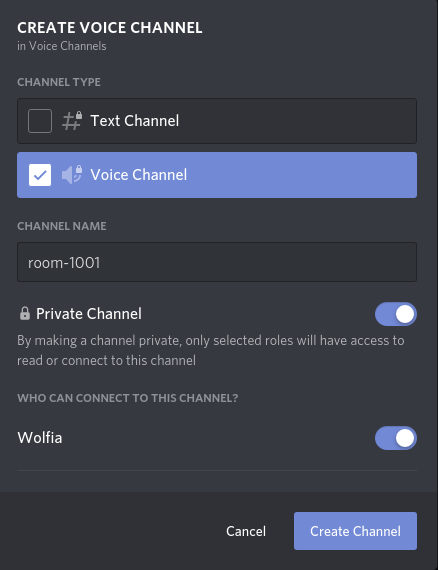 CREATE VOICE CHANNEL
in Voice Channels
CHANNEL TYPE
Text Channel
Voice Channel
CHANNEL NAME
room-1001
Private Channel
By making a channel private, only selected roles will have access to
read or connect to this channel
WHO CAN CONNECT TO THIS CHANNEL?
Wolfia
Cancel
Create Channel